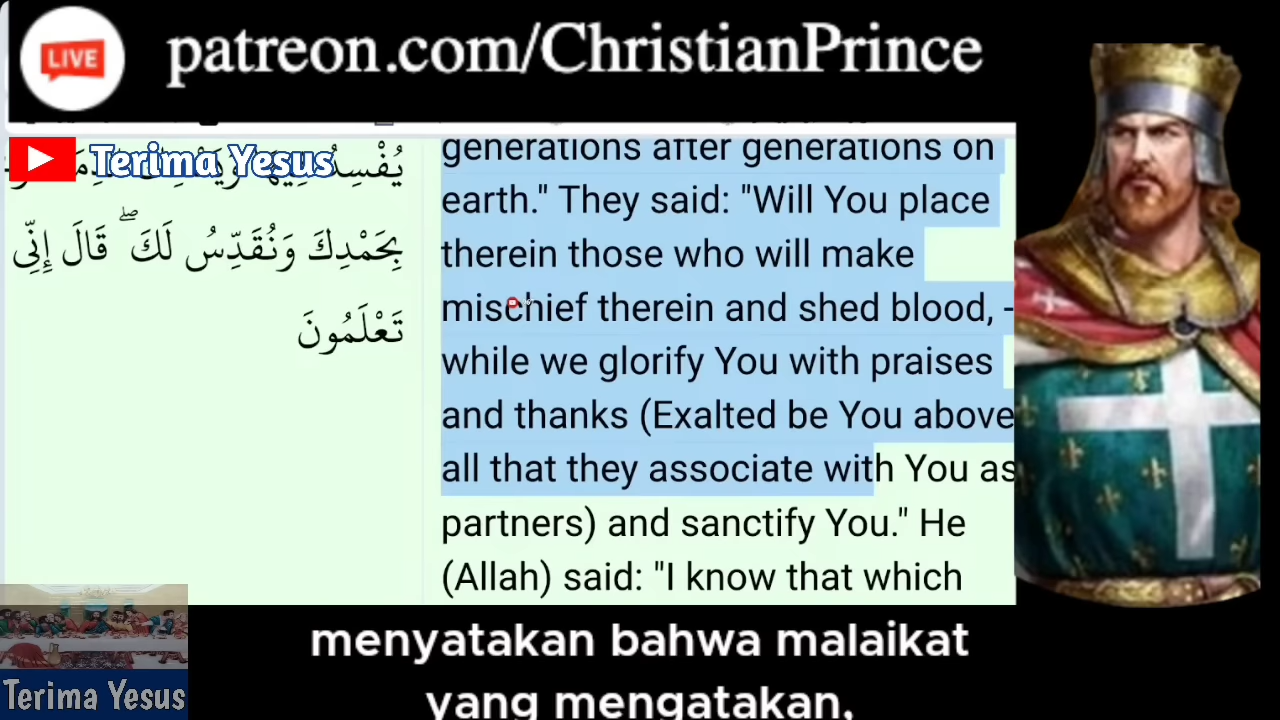 LIVE
patreon.com/ChristianPrince
Terima Yesus
يُفْسِدُ فِيهَا
بِحَمْدِكَ وَنُقَدِّسُ لَكَ ۖ قَالَ إِنِّي
تَعْلَمُونَ
generations after generations on
earth." They said: "Will You place
therein those who will make
mischief therein and shed blood, -
while we glorify You with praises
and thanks (Exalted be You above
all that they associate with You as
partners) and sanctify You." He
(Allah) said: "I know that which
Terima Yesus
menyatakan bahwa malaikat
yang mengatakan,